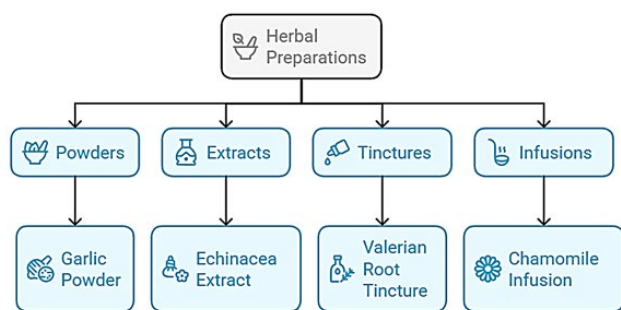 Herbal
Preparations
Powders
Extracts
Tinctures
Infusions
Garlic
Powder
Echinacea
Extract
Valerian
Root
Tincture
Chamomile
Infusion